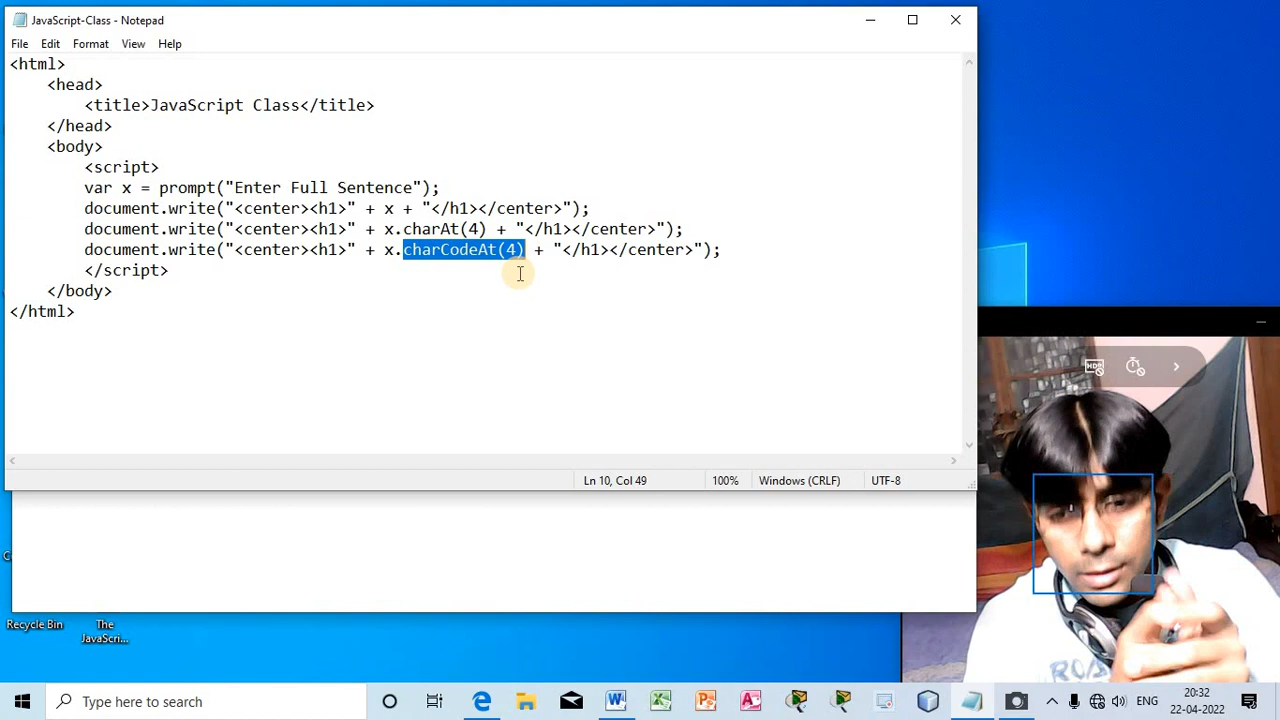 JavaScript-Class - Notepad
File Edit Format View Help
<html>
<head>
<title>JavaScript Class</title>
</head>
<body>
<script>
var x = prompt("Enter Full Sentence");
document.write("<center><h1>" + x + "</h1></center>");
document.write("<center><h1>" + x.charAt(4) + "</h1></center>");
document.write("<center><h1>" + x.charCodeAt(4) + "</h1></center>");
</script>
</body>
</html>
Ln 10, Col 49 100% Windows (CRLF) UTF-8
HDR
Recycle Bin
The
JavaScri...
Type here to search
ENG
20:32
22-04-2022